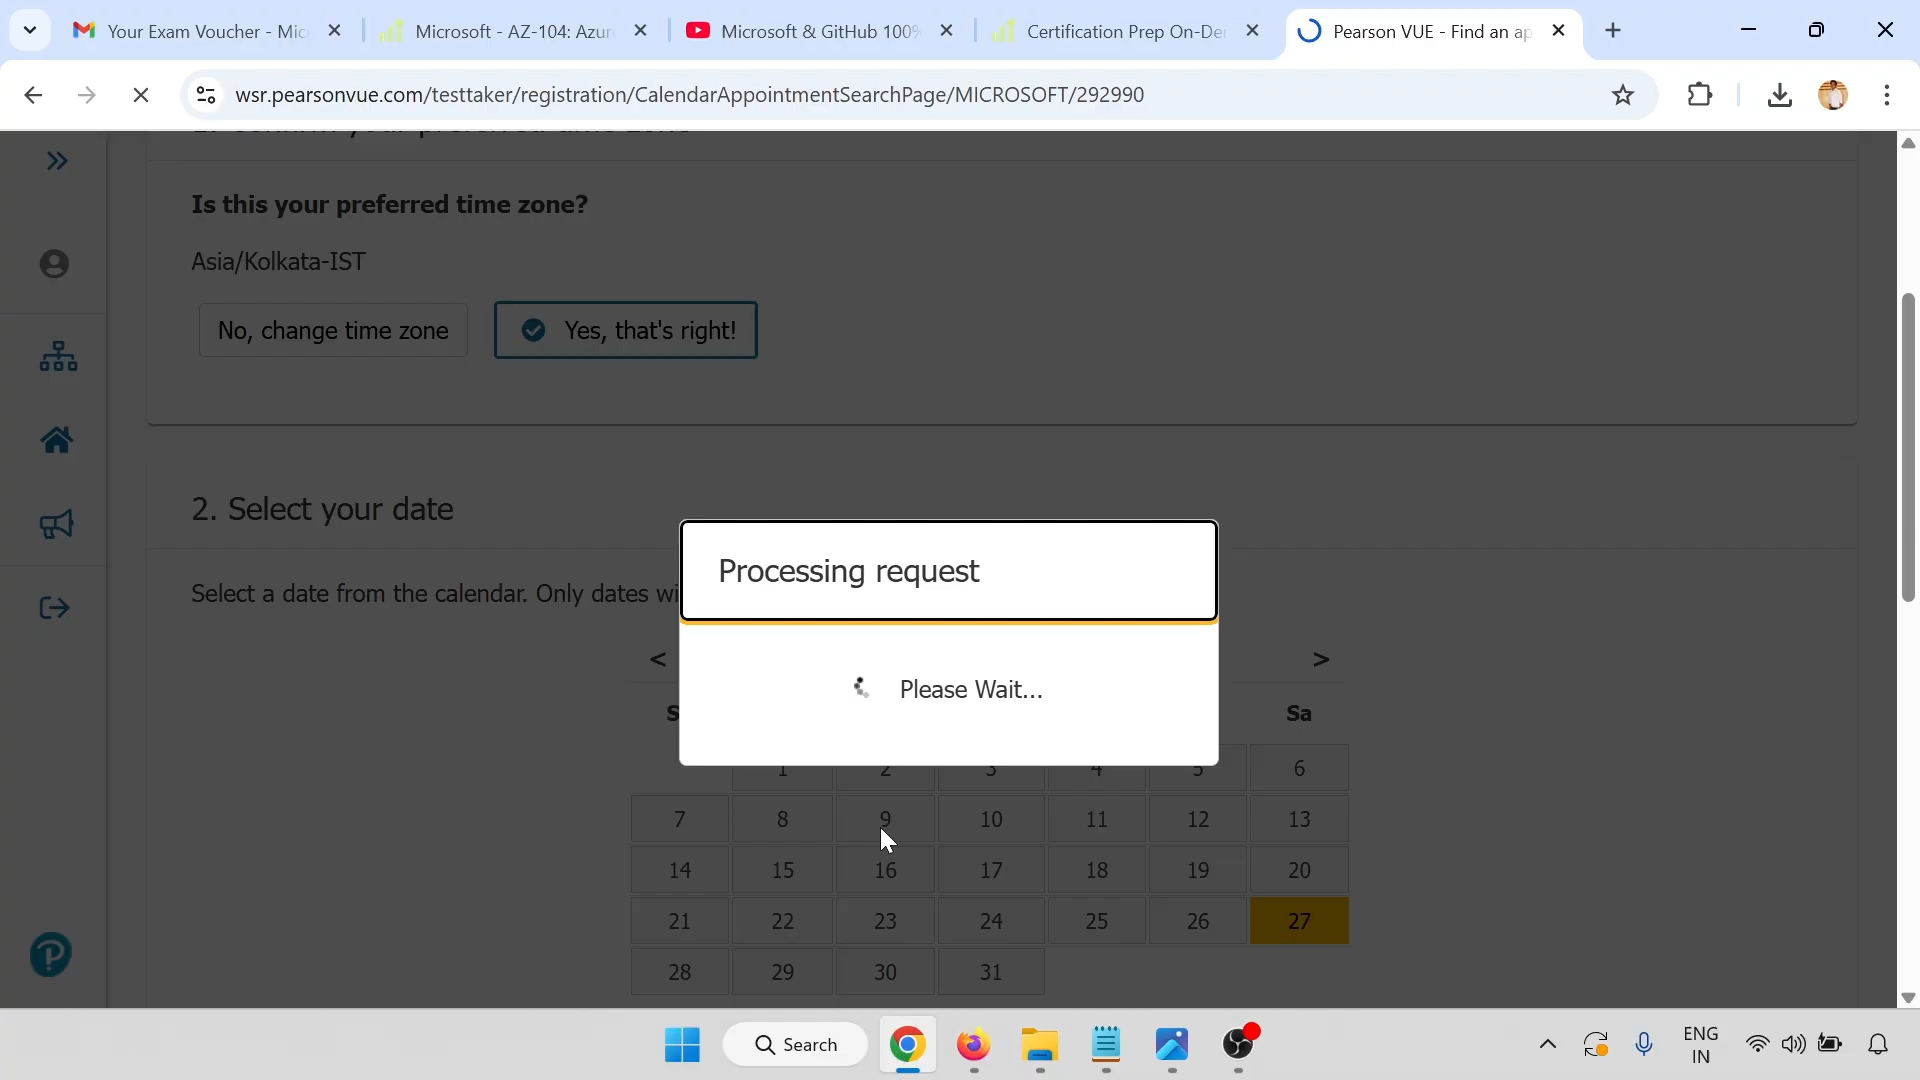 Your Exam Voucher - Mic
Microsoft - AZ-104: Azur
Microsoft & GitHub 100%
Certification Prep On-De
Pearson VUE - Find an ap
wsr.pearsonvue.com/testtaker/registration/CalendarAppointmentSearchPage/MICROSOFT/292990
Is this your preferred time zone?
Asia/Kolkata-IST
No, change time zone
Yes, that's right!
2. Select your date
Processing request
Select a date from the calendar. Only dates wi
< >
Please Wait...
S Sa
1 2 3 4 5 6
7 8 9 10 11 12 13
14 15 16 17 18 19 20
21 22 23 24 25 26 27
28 29 30 31
Search
ENG
IN